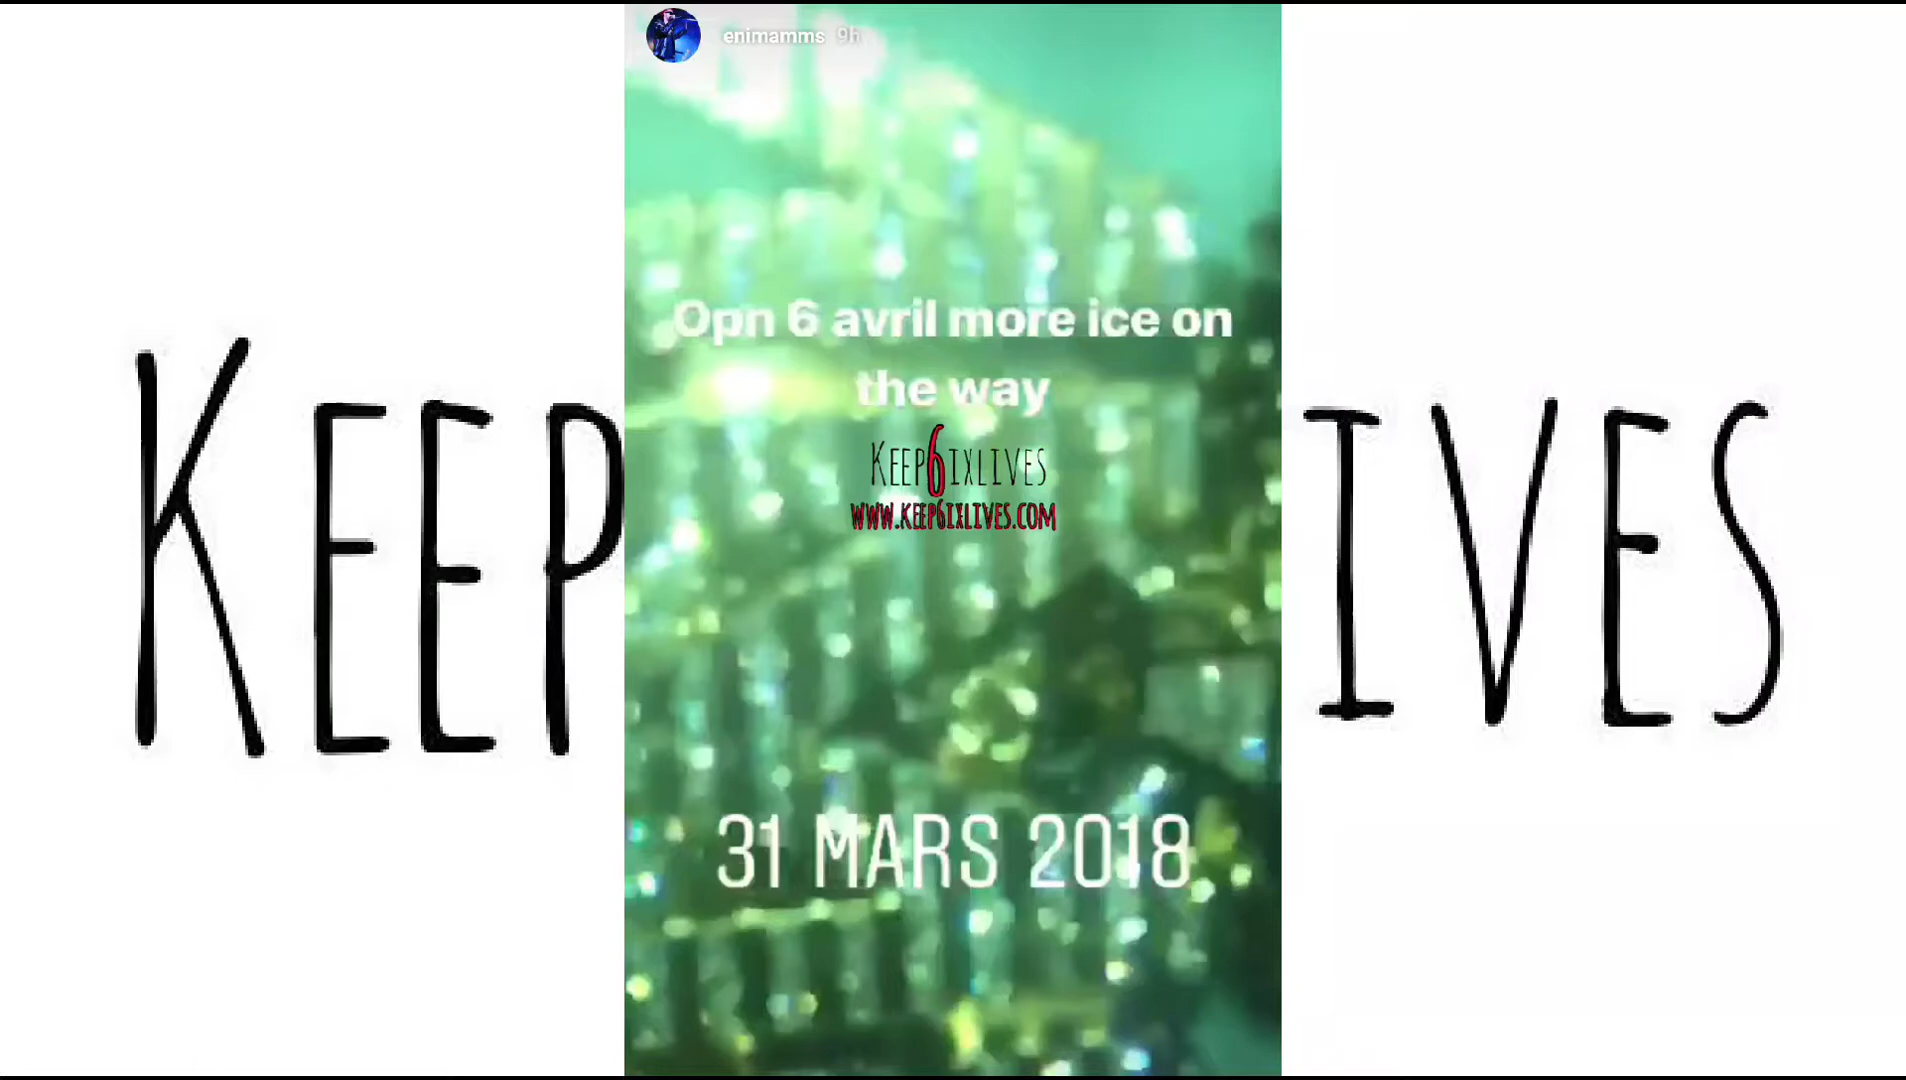 enimamms 9h
Opn 6 avril more ice on
the way
KEEP6IXLIVES
WWW.KEEP6IXLIVES.COM
KEEP
IVES
31 MARS 2018